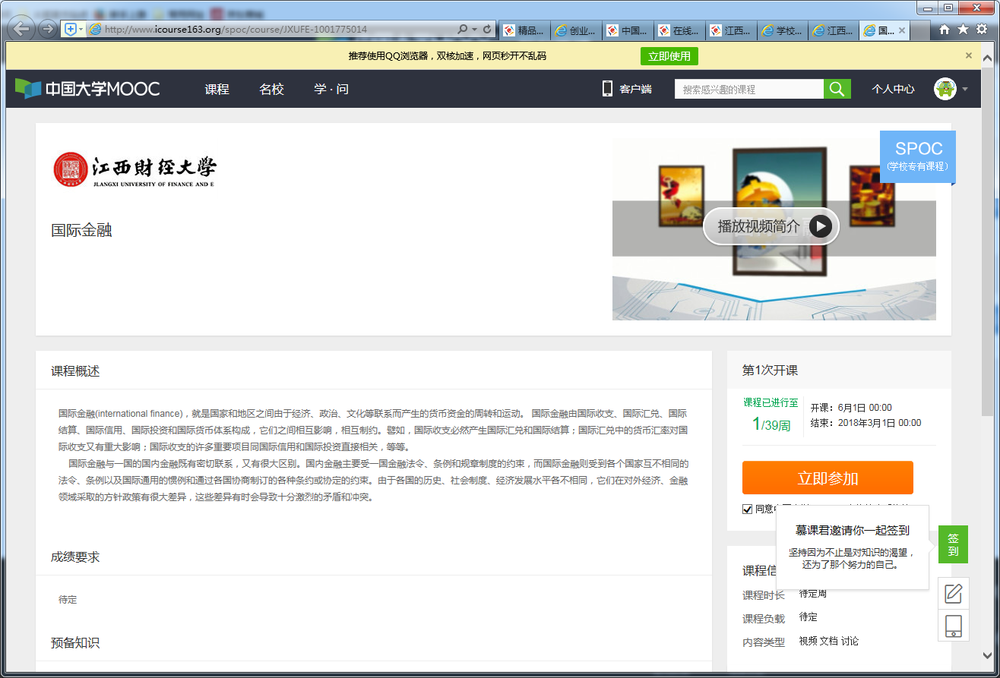 http://www.icourse163.org/spoc/course/JXUFE-1001775014
精品...
创业...
中国...
在线...
江西...
学校...
江西...
国...
推荐使用QQ浏览器，双核加速，网页秒开不乱码
立即使用
中国大学MOOC
课程
名校
学·问
客户端
搜索感兴趣的课程
个人中心
江西财经大学
JLANGXI UNIVERSITY OF FINANCE AND E
国际金融
SPOC
(学校专有课程)
播放视频简介
课程概述
国际金融(international finance)，就是国家和地区之间由于经济、政治、文化等联系而产生的货币资金的周转和运动。 国际金融由国际收支、国际汇兑、国际
结算、国际信用、国际投资和国际货币体系构成，它们之间相互影响，相互制约。譬如，国际收支必然产生国际汇兑和国际结算；国际汇兑中的货币汇率对国
际收支又有重大影响；国际收支的许多重要项目同国际信用和国际投资直接相关，等等。
国际金融与一国的国内金融既有密切联系，又有很大区别。国内金融主要受一国金融法令、条例和规章制度的约束，而国际金融则受到各个国家互不相同的
法令、条例以及国际通用的惯例和通过各国协商制订的各种条约或协定的约束。由于各国的历史、社会制度、经济发展水平各不相同，它们在对外经济、金融
领域采取的方针政策有很大差异，这些差异有时会导致十分激烈的矛盾和冲突。
成绩要求
待定
预备知识
第1次开课
课程已进行至
1/39周
开课：6月1日 00:00
结束：2018年3月1日 00:00
立即参加
同意
慕课君邀请你一起签到
坚持因为不止是对知识的渴望，
还为了那个努力的自己。
签到
课程信
课程时长 待定周
课程负载 待定
内容类型 视频 文档 讨论